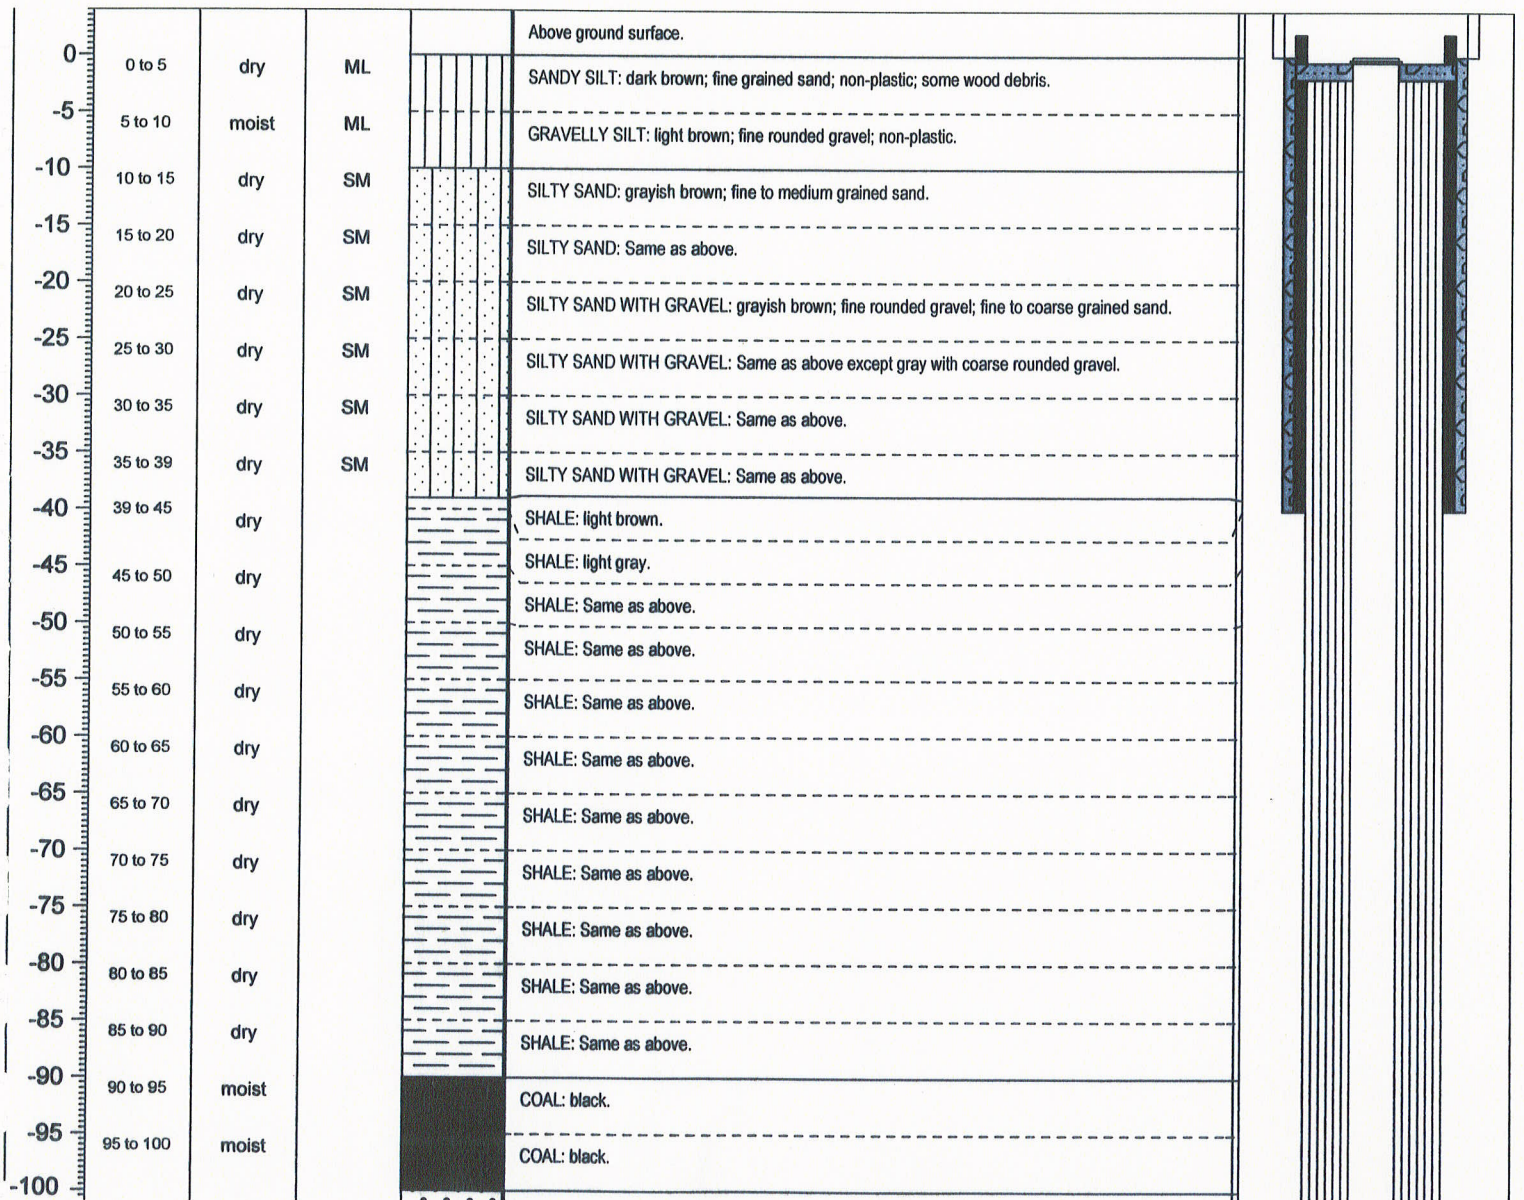 Above ground surface.
0
0 to 5 dry ML SANDY SILT: dark brown; fine grained sand; non-plastic; some wood debris.
-5
5 to 10 moist ML GRAVELLY SILT: light brown; fine rounded gravel; non-plastic.
-10
10 to 15 dry SM SILTY SAND: grayish brown; fine to medium grained sand.
-15
15 to 20 dry SM SILTY SAND: Same as above.
-20
20 to 25 dry SM SILTY SAND WITH GRAVEL: grayish brown; fine rounded gravel; fine to coarse grained sand.
-25
25 to 30 dry SM SILTY SAND WITH GRAVEL: Same as above except gray with coarse rounded gravel.
-30
30 to 35 dry SM SILTY SAND WITH GRAVEL: Same as above.
-35
35 to 39 dry SM SILTY SAND WITH GRAVEL: Same as above.
-40
39 to 45 dry SHALE: light brown.
SHALE: light gray.
-45
45 to 50 dry SHALE: Same as above.
-50
50 to 55 dry SHALE: Same as above.
-55
55 to 60 dry SHALE: Same as above.
-60
60 to 65 dry SHALE: Same as above.
-65
65 to 70 dry SHALE: Same as above.
-70
70 to 75 dry SHALE: Same as above.
-75
75 to 80 dry SHALE: Same as above.
-80
80 to 85 dry SHALE: Same as above.
-85
85 to 90 dry SHALE: Same as above.
-90
90 to 95 moist COAL: black.
-95
95 to 100 moist COAL: black.
-100